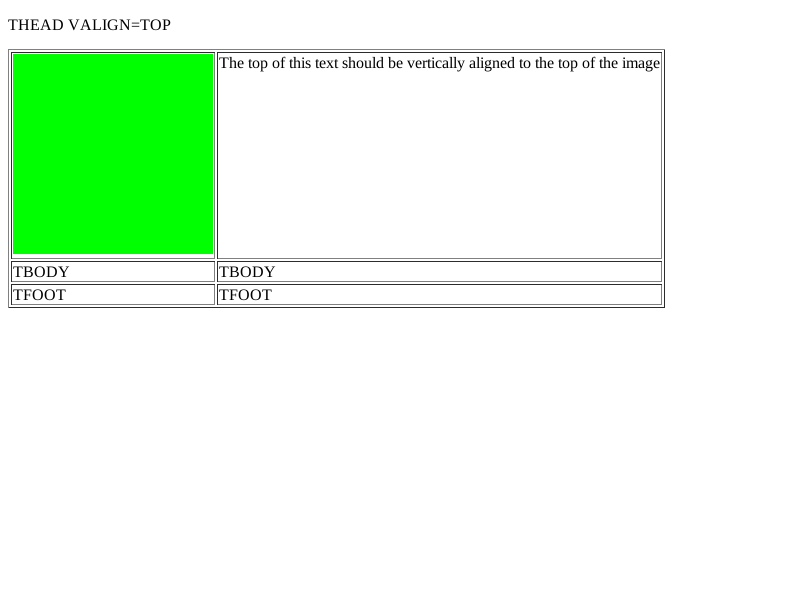 THEAD VALIGN=TOP
The top of this text should be vertically aligned to the top of the image
TBODY TBODY
TFOOT TFOOT